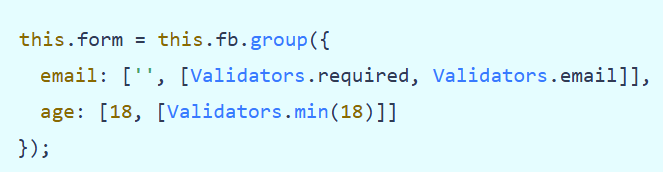 this.form = this.fb.group({
  email: ['', [Validators.required, Validators.email]],
  age: [18, [Validators.min(18)]]
});